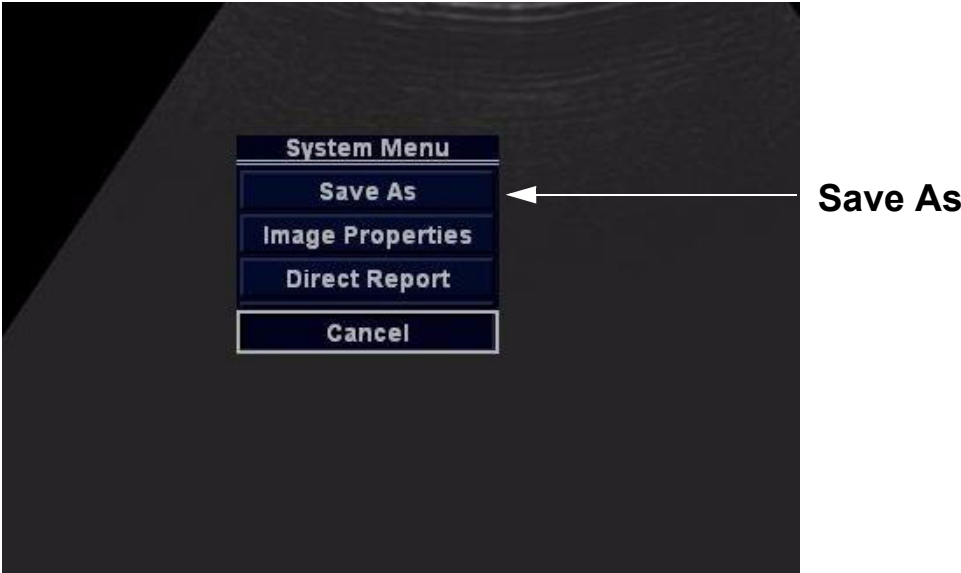 System Menu
Save As
Save As
Image Properties
Direct Report
Cancel